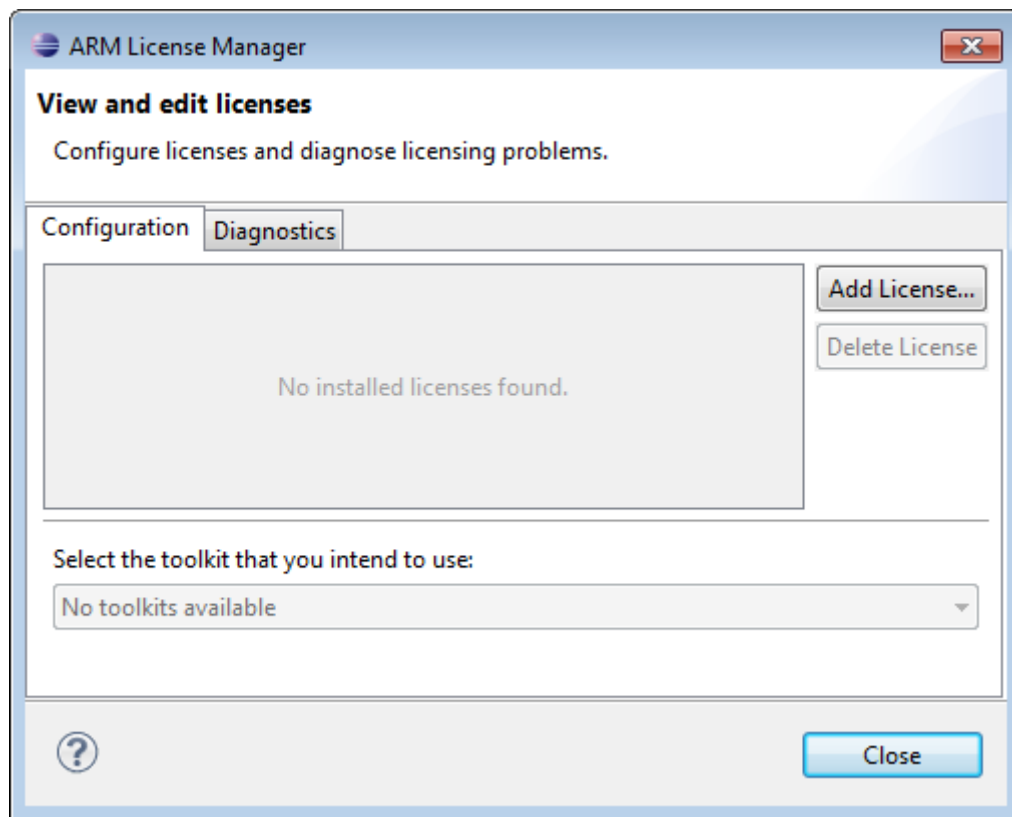 ARM License Manager
View and edit licenses
Configure licenses and diagnose licensing problems.
Configuration
Diagnostics
Add License...
Delete License
No installed licenses found.
Select the toolkit that you intend to use:
No toolkits available
?
Close